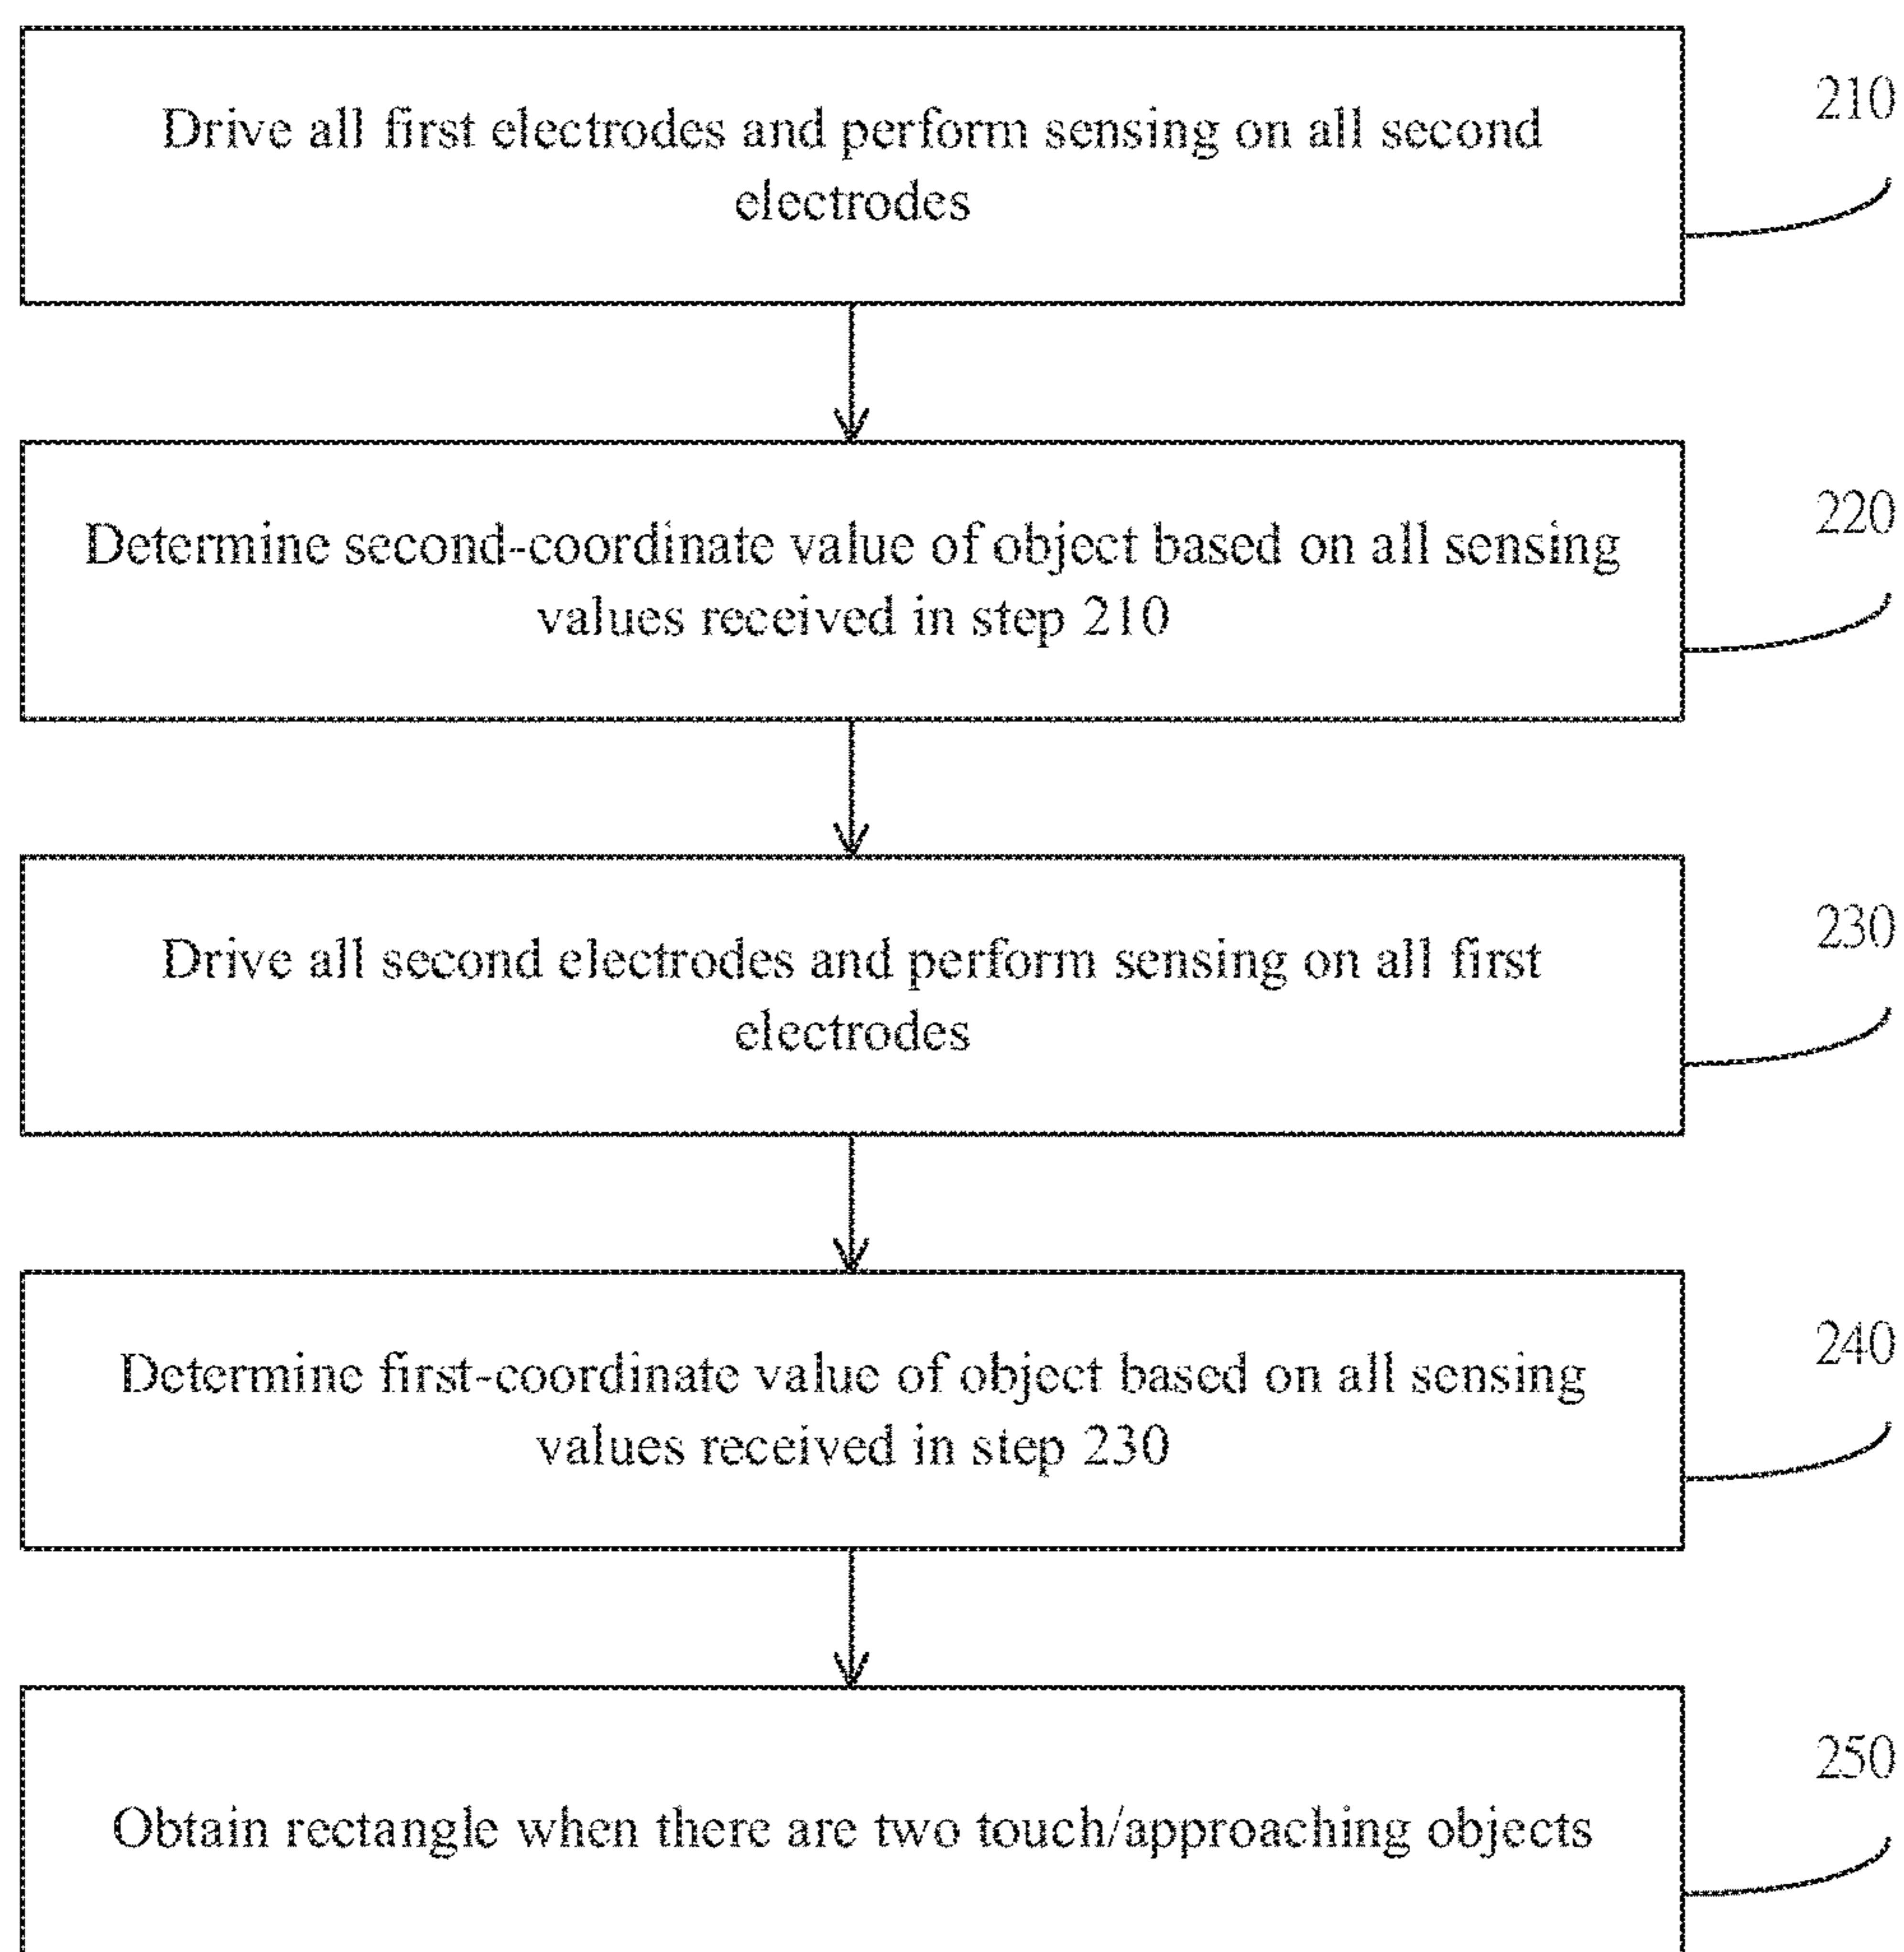 Drive all first electrodes and perform sensing on all second
electrodes
210
Determine second-coordinate value of object based on all sensing
values received in step 210
220
Drive all second electrodes and perform sensing on all first
electrodes
230
Determine first-coordinate value of object based on all sensing
values received in step 230
240
Obtain rectangle when there are two touch/approaching objects
250